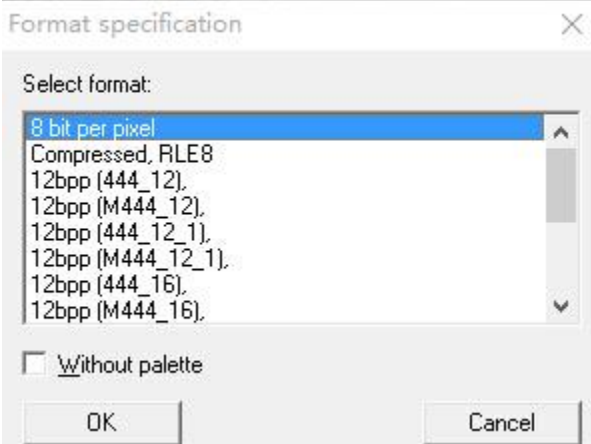 Format specification
Select format:
8 bit per pixel
Compressed, RLE8
12bpp (444_12),
12bpp (M444_12),
12bpp (444_12_1),
12bpp (M444_12_1),
12bpp (444_16),
12bpp (M444_16),
Without palette
OK
Cancel